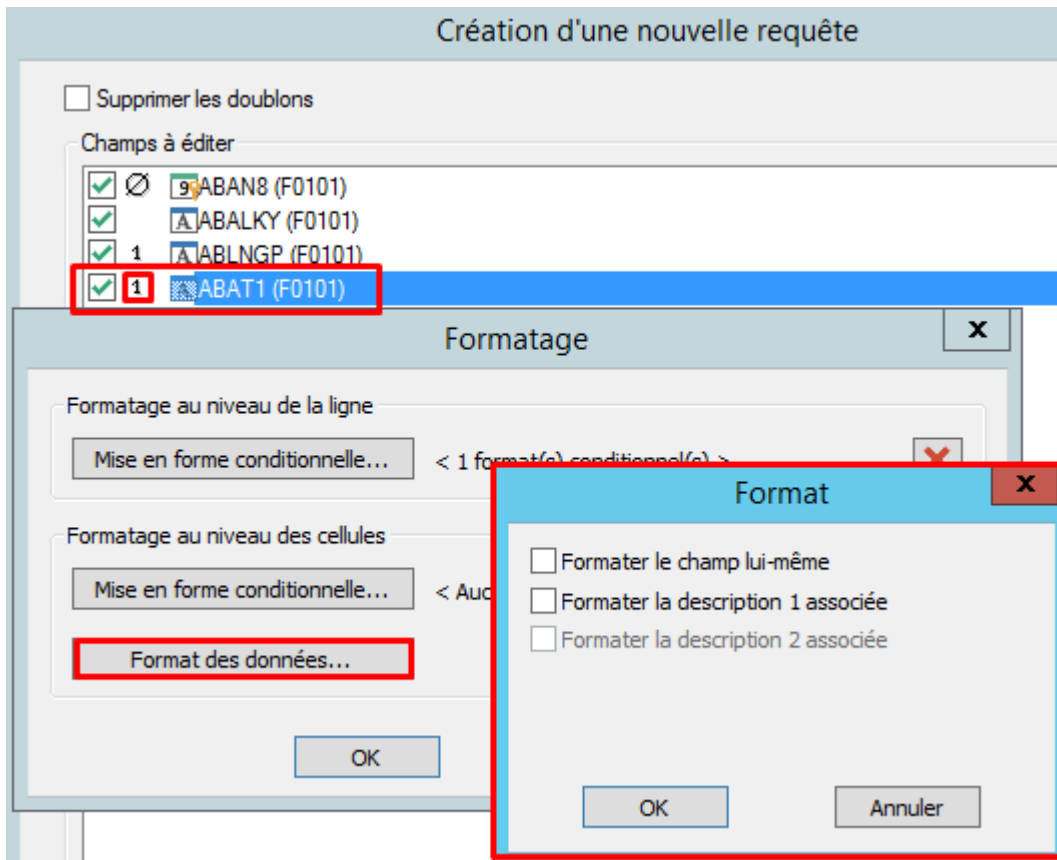 Création d'une nouvelle requête
Supprimer les doublons
Champs à éditer
Ø 9 ABAN8 (F0101)
A ABALKY (F0101)
1 A ABLNGP (F0101)
1 ABAT1 (F0101)
Formatage
x
Formatage au niveau de la ligne
Mise en forme conditionnelle... < 1 format(s) conditionnel(s) >
Format
x
Formatage au niveau des cellules
Mise en forme conditionnelle... < Auc
Format des données...
Formater le champ lui-même
Formater la description 1 associée
Formater la description 2 associée
OK
OK
Annuler